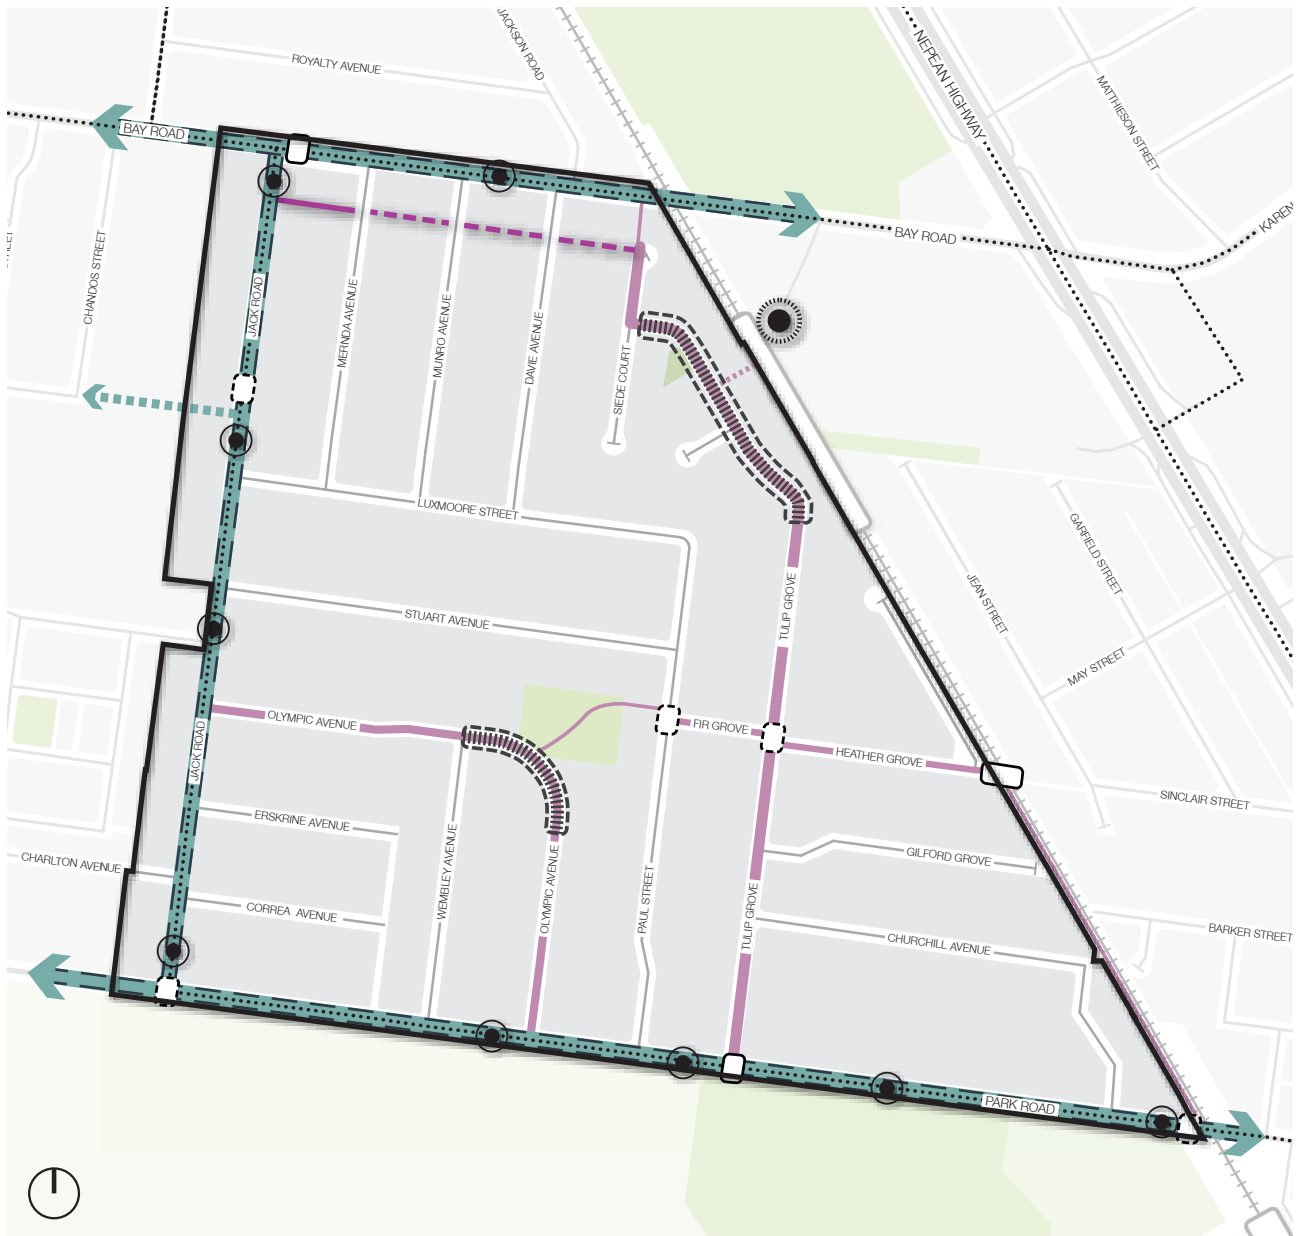 JACKSON ROAD
NEPEAN HIGHWAY
ROYALTY AVENUE
MATTHIESON STREET
BAY ROAD
BAY ROAD
KAREN
CHANDOS STREET
JACK ROAD
MERNDA AVENUE
MUNRO AVENUE
DAVIE AVENUE
SIEDE COURT
LUXMOORE STREET
GARFIELD STREET
JEAN STREET
TULIP GROVE
STUART AVENUE
MAY STREET
OLYMPIC AVENUE
FIR GROVE
JACK ROAD
HEATHER GROVE
SINCLAIR STREET
ERSKRINE AVENUE
GILFORD GROVE
CHARLTON AVENUE
WEMBLEY AVENUE
OLYMPIC AVENUE
PAUL STREET
TULIP GROVE
CORREA AVENUE
BARKER STREET
CHURCHILL AVENUE
PARK ROAD